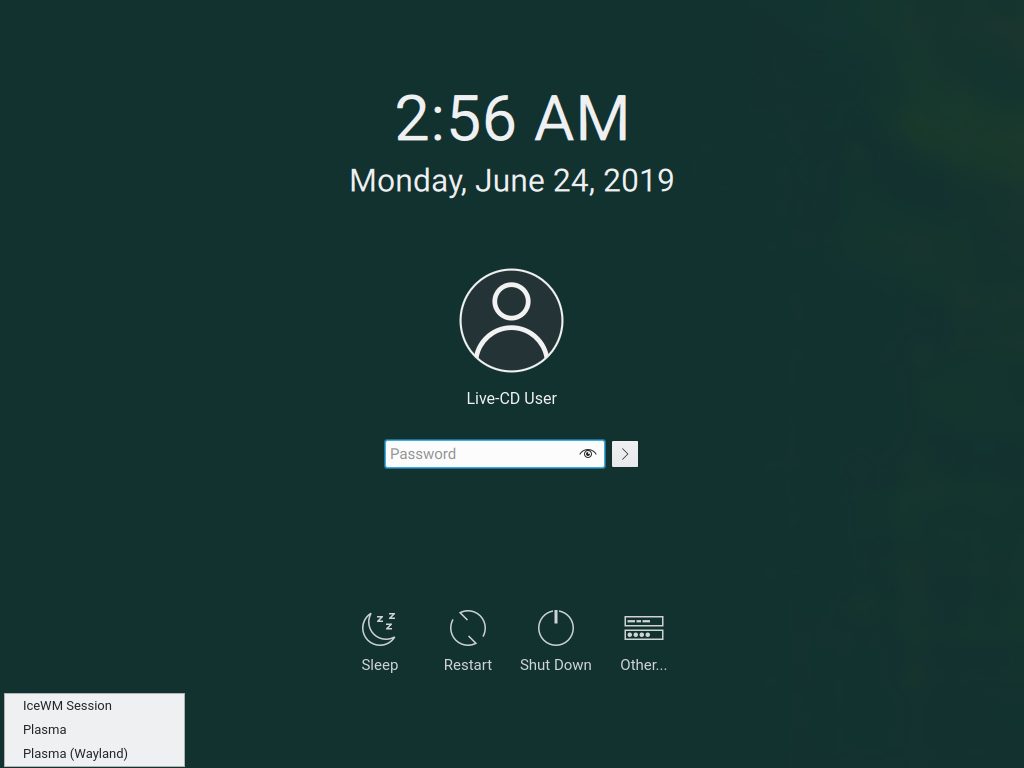 2:56 AM
Monday, June 24, 2019
Live-CD User
Password
Sleep
Restart
Shut Down
Other...
IceWM Session
Plasma
Plasma (Wayland)